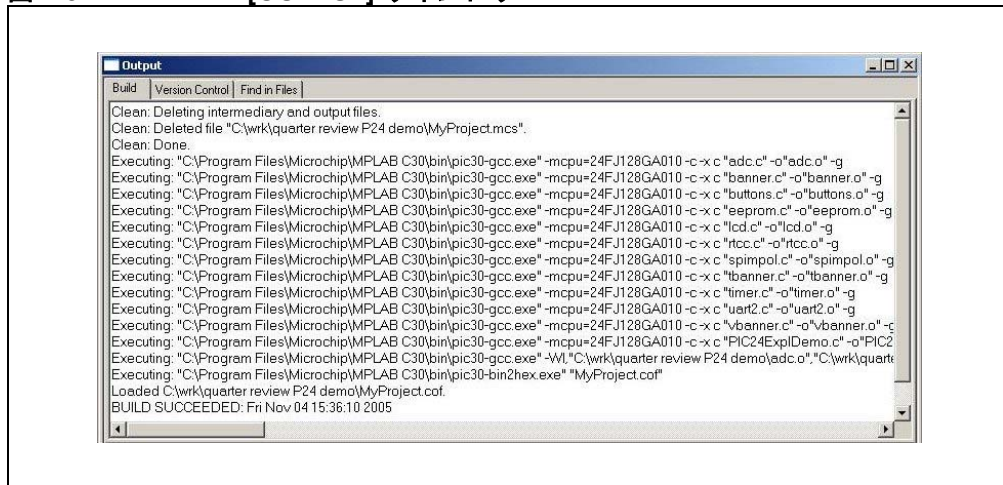 Output
Build Version Control Find in Files
Clean: Deleting intermediary and output files.
Clean: Deleted file "C:\wrk\quarter review P24 demo\MyProject.mcs".
Clean: Done.
Executing: "C:\Program Files\Microchip\MPLAB C30\bin\pic30-gcc.exe" -mcpu=24FJ128GA010 -c -x c "adc.c" -o"adc.o" -g
Executing: "C:\Program Files\Microchip\MPLAB C30\bin\pic30-gcc.exe" -mcpu=24FJ128GA010 -c -x c "banner.c" -o"banner.o" -g
Executing: "C:\Program Files\Microchip\MPLAB C30\bin\pic30-gcc.exe" -mcpu=24FJ128GA010 -c -x c "buttons.c" -o"buttons.o" -g
Executing: "C:\Program Files\Microchip\MPLAB C30\bin\pic30-gcc.exe" -mcpu=24FJ128GA010 -c -x c "eeprom.c" -o"eeprom.o" -g
Executing: "C:\Program Files\Microchip\MPLAB C30\bin\pic30-gcc.exe" -mcpu=24FJ128GA010 -c -x c "lcd.c" -o"lcd.o" -g
Executing: "C:\Program Files\Microchip\MPLAB C30\bin\pic30-gcc.exe" -mcpu=24FJ128GA010 -c -x c "rtcc.c" -o"rtcc.o" -g
Executing: "C:\Program Files\Microchip\MPLAB C30\bin\pic30-gcc.exe" -mcpu=24FJ128GA010 -c -x c "spimpol.c" -o"spimpol.o" -g
Executing: "C:\Program Files\Microchip\MPLAB C30\bin\pic30-gcc.exe" -mcpu=24FJ128GA010 -c -x c "tbanner.c" -o"tbanner.o" -g
Executing: "C:\Program Files\Microchip\MPLAB C30\bin\pic30-gcc.exe" -mcpu=24FJ128GA010 -c -x c "timer.c" -o"timer.o" -g
Executing: "C:\Program Files\Microchip\MPLAB C30\bin\pic30-gcc.exe" -mcpu=24FJ128GA010 -c -x c "uart2.c" -o"uart2.o" -g
Executing: "C:\Program Files\Microchip\MPLAB C30\bin\pic30-gcc.exe" -mcpu=24FJ128GA010 -c -x c "vbanner.c" -o"vbanner.o" -g
Executing: "C:\Program Files\Microchip\MPLAB C30\bin\pic30-gcc.exe" -mcpu=24FJ128GA010 -c -x c "PIC24ExplDemo.c" -o"PIC2
Executing: "C:\Program Files\Microchip\MPLAB C30\bin\pic30-gcc.exe" -Wl,"C:\wrk\quarter review P24 demo\adc.o","C:\wrk\quarte
Executing: "C:\Program Files\Microchip\MPLAB C30\bin\pic30-bin2hex.exe" "MyProject.cof"
Loaded C:\wrk\quarter review P24 demo\MyProject.cof.
BUILD SUCCEEDED: Fri Nov 04 15:36:10 2005